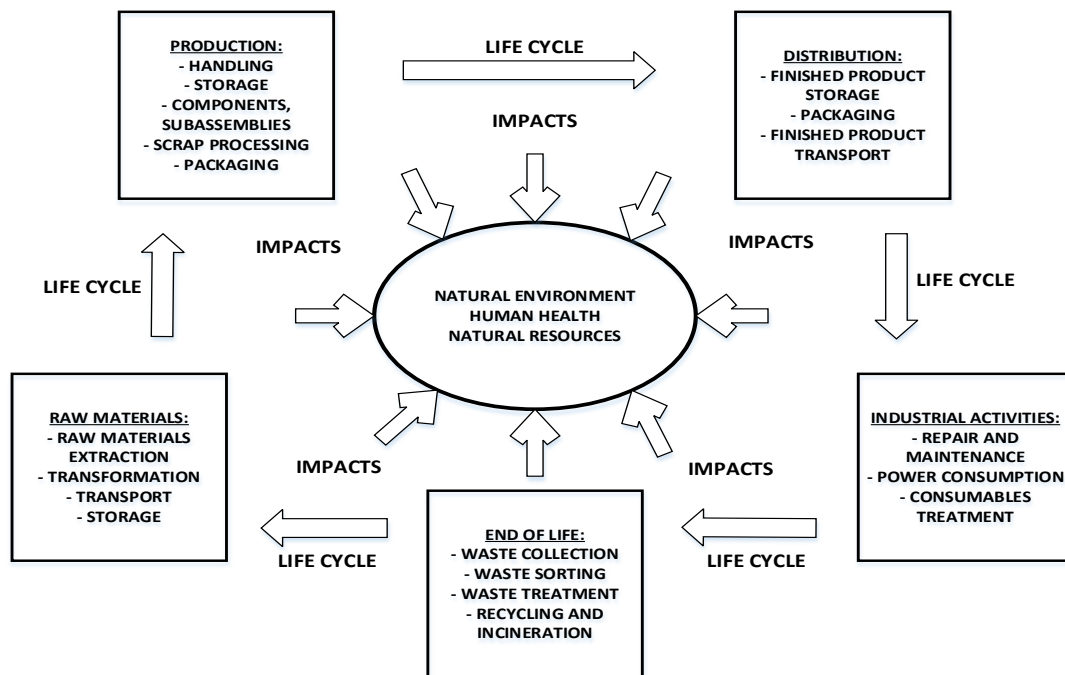 PRODUCTION:
- HANDLING
- STORAGE
- COMPONENTS,
SUBASSEMBLIES
- SCRAP PROCESSING
- PACKAGING
LIFE CYCLE
DISTRIBUTION:
- FINISHED PRODUCT
STORAGE
- PACKAGING
- FINISHED PRODUCT
TRANSPORT
IMPACTS
IMPACTS
IMPACTS
LIFE CYCLE
LIFE CYCLE
NATURAL ENVIRONMENT
HUMAN HEALTH
NATURAL RESOURCES
RAW MATERIALS:
- RAW MATERIALS
EXTRACTION
- TRANSFORMATION
- TRANSPORT
- STORAGE
IMPACTS
IMPACTS
INDUSTRIAL ACTIVITIES:
- REPAIR AND
MAINTENANCE
- POWER CONSUMPTION
- CONSUMABLES
TREATMENT
LIFE CYCLE
END OF LIFE:
- WASTE COLLECTION
- WASTE SORTING
- WASTE TREATMENT
- RECYCLING AND
INCINERATION
LIFE CYCLE